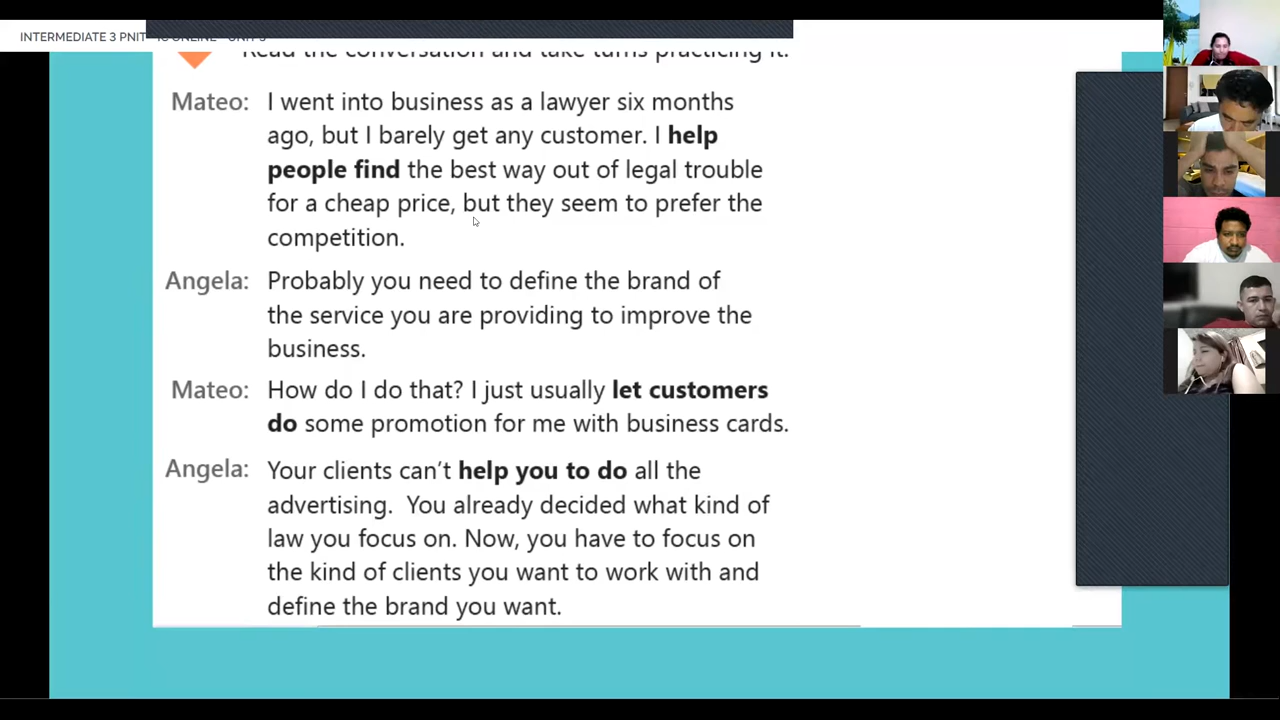 INTERMEDIATE 3 ONLINE
Read the conversation and take turns practicing it.
Mateo: I went into business as a lawyer six months
ago, but I barely get any customer. I help
people find the best way out of legal trouble
for a cheap price, but they seem to prefer the
competition.
Angela: Probably you need to define the brand of
the service you are providing to improve the
business.
Mateo: How do I do that? I just usually let customers
do some promotion for me with business cards.
Angela: Your clients can’t help you to do all the
advertising. You already decided what kind of
law you focus on. Now, you have to focus on
the kind of clients you want to work with and
define the brand you want.